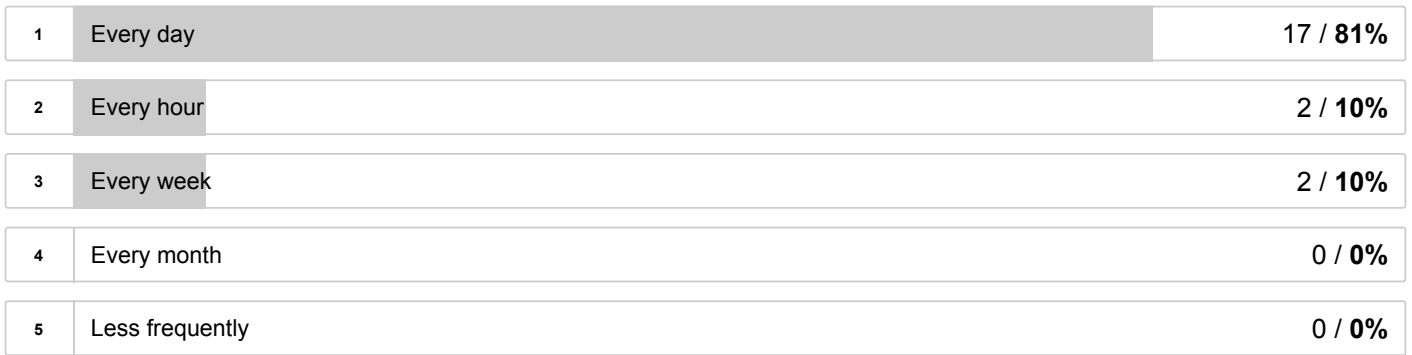 1 Every day 17 / 81%
2 Every hour 2 / 10%
3 Every week 2 / 10%
4 Every month 0 / 0%
5 Less frequently 0 / 0%